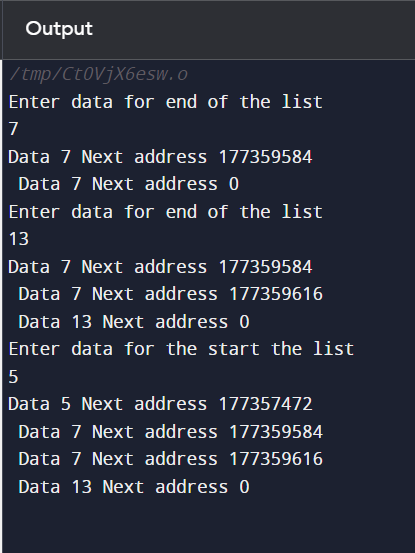 Output
/tmp/CtOVjX6esw.o
Enter data for end of the list
7
Data 7 Next address 177359584
Data 7 Next address 0
Enter data for end of the list
13
Data 7 Next address 177359584
Data 7 Next address 177359616
Data 13 Next address 0
Enter data for the start the list
5
Data 5 Next address 177357472
Data 7 Next address 177359584
Data 7 Next address 177359616
Data 13 Next address 0